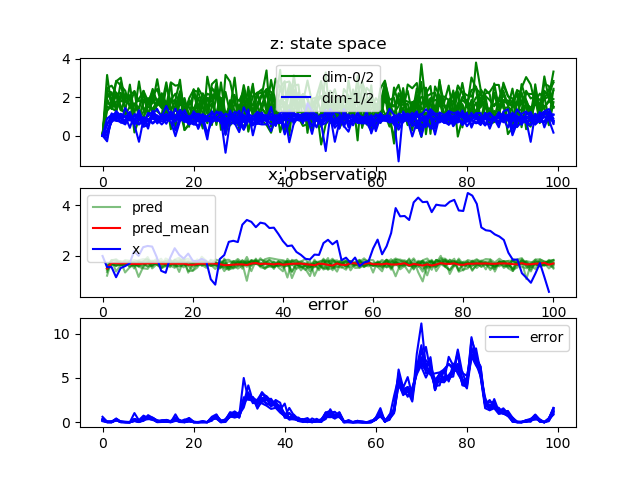 z: state space
4
2
0
dim-0/2
dim-1/2
0 20 40 60 80 100
x: observation
4
2
pred
pred_mean
x
0 20 40 60 80 100
error
10
5
0
error
0 20 40 60 80 100